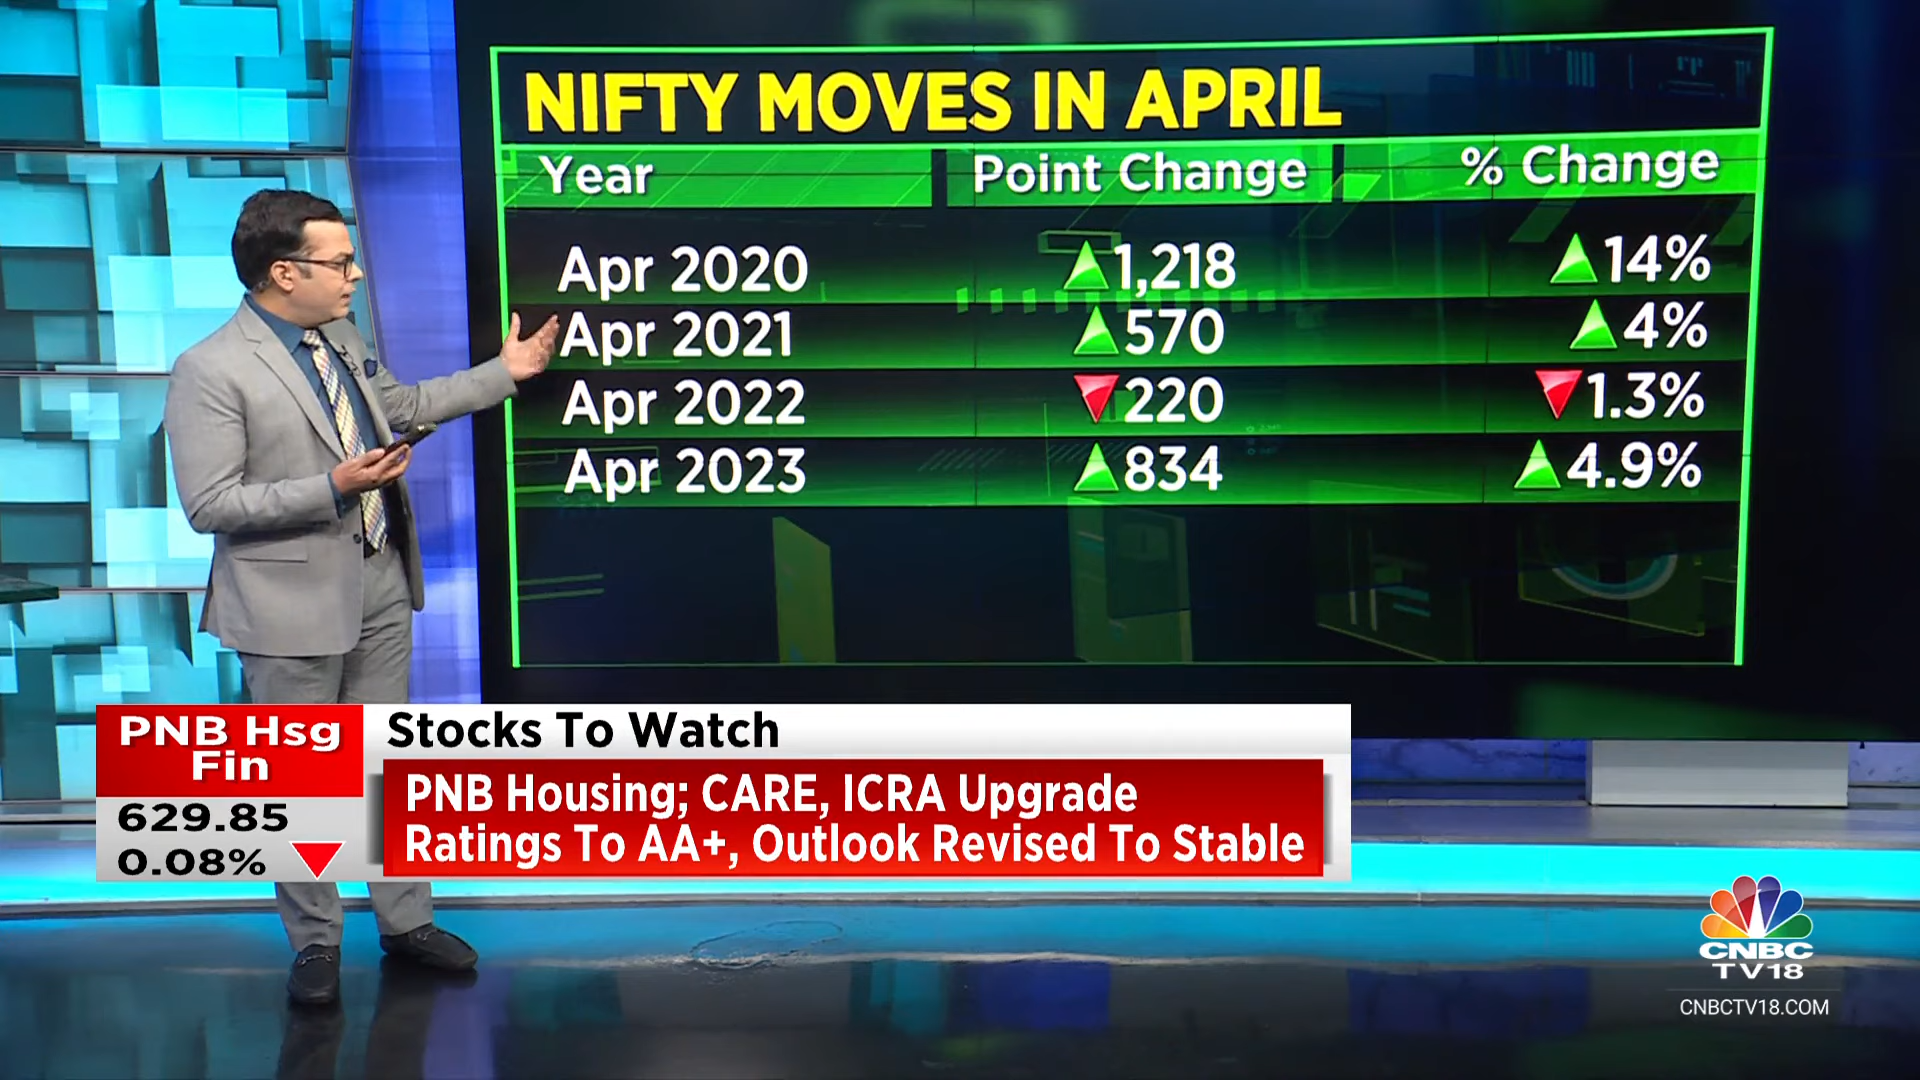 NIFTY MOVES IN APRIL
Year Point Change % Change
Apr 2020 ▲1,218 ▲14%
Apr 2021 ▲570 ▲4%
Apr 2022 ▼220 ▼1.3%
Apr 2023 ▲834 ▲4.9%
PNB Hsg
Fin
629.85
0.08% ▼
Stocks To Watch
PNB Housing; CARE, ICRA Upgrade
Ratings To AA+, Outlook Revised To Stable
CNBC
TV18
CNBCTV18.COM